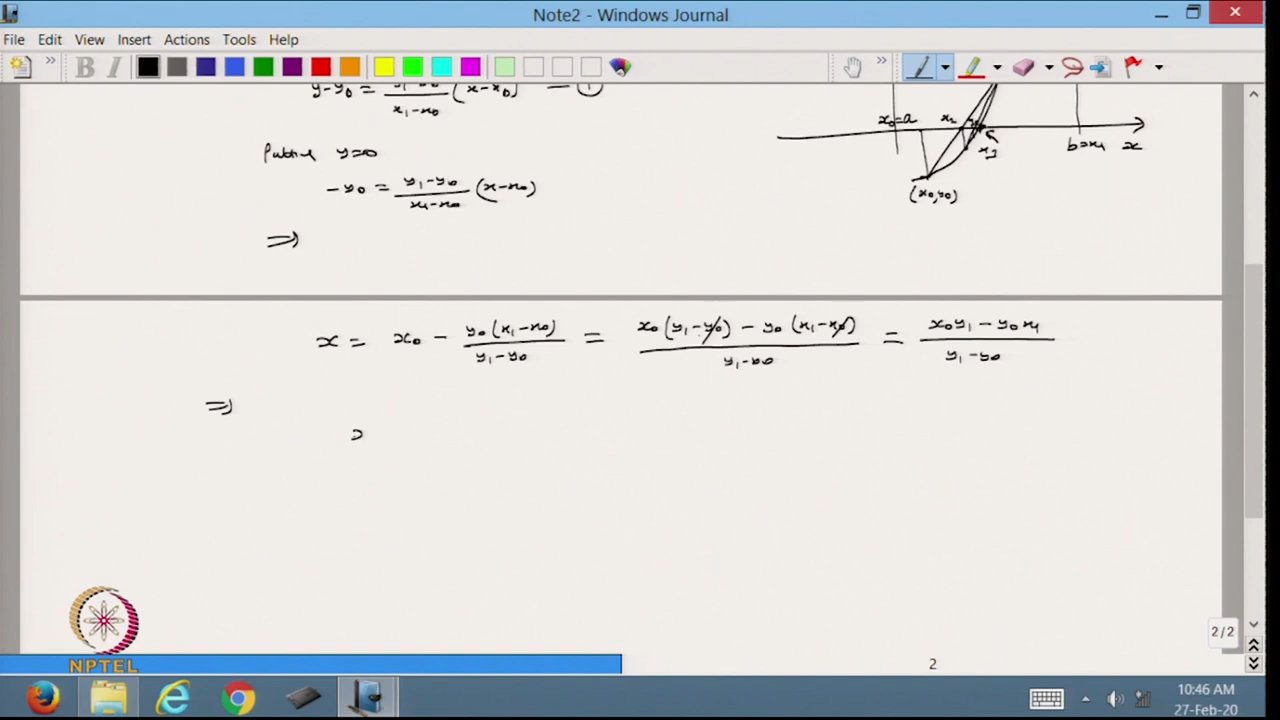 Note2 - Windows Journal
File Edit View Insert Actions Tools Help
y-y₀ = (y₁-y₀)/(x₁-x₀) (x-x₀) — ①
x₀=a x₂ x₃ b=x₁ x
y=0
(x₀,y₀)
-y₀ = (y₁-y₀)/(x₁-x₀) (x-x₀)
⇒
x = x₀ - y₀(x₁-x₀)/(y₁-y₀) = (x₀(y₁-y₀) - y₀(x₁-x₀))/(y₁-y₀) = (x₀y₁ - y₀x₁)/(y₁-y₀)
⇒
2/2
NPTEL
2
10:46 AM
27-Feb-20